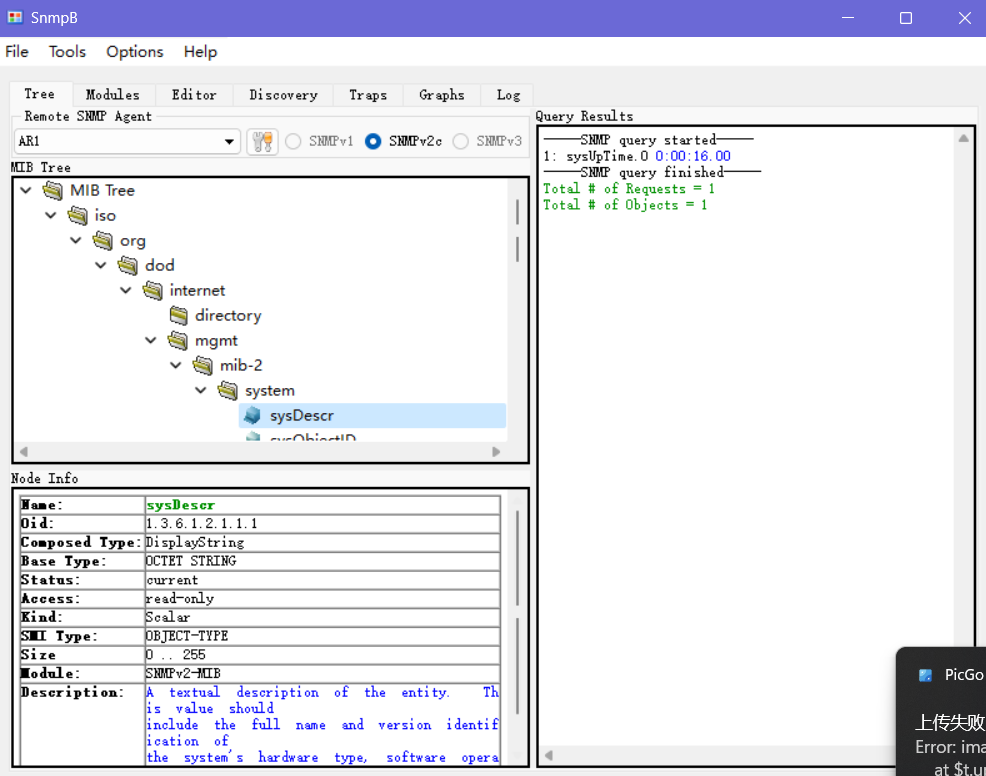 SnmpB
File Tools Options Help
Tree Modules Editor Discovery Traps Graphs Log
Remote SNMP Agent
AR1 SNMPv1 SNMPv2c SNMPv3
MIB Tree
MIB Tree
iso
org
dod
internet
directory
mgmt
mib-2
system
sysDescr
sysObjectID
Node Info
Name: sysDescr
Oid: 1.3.6.1.2.1.1.1
Composed Type: DisplayString
Base Type: OCTET STRING
Status: current
Access: read-only
Kind: Scalar
SMI Type: OBJECT-TYPE
Size 0 .. 255
Module: SNMPv2-MIB
Description: A textual description of the entity. Th
is value should
include the full name and version identif
ication of
the system's hardware type, software opera
Query Results
-----SNMP query started-----
1: sysUpTime.0 0:00:16.00
-----SNMP query finished-----
Total # of Requests = 1
Total # of Objects = 1
PicGo
上传失败
Error: ima
at $t.up